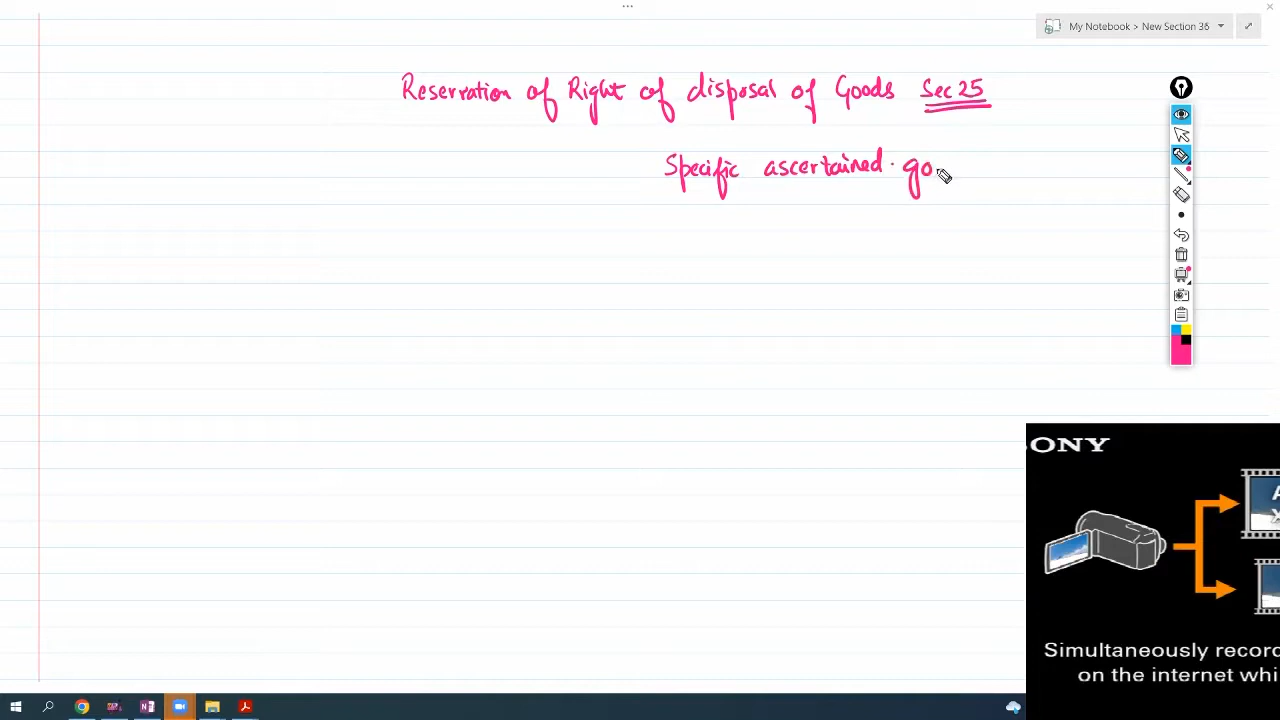 My Notebook > New Section 36
Reservation of Right of disposal of Goods Sec 25
Specific ascertained go
ONY
Simultaneously recor
on the internet whi